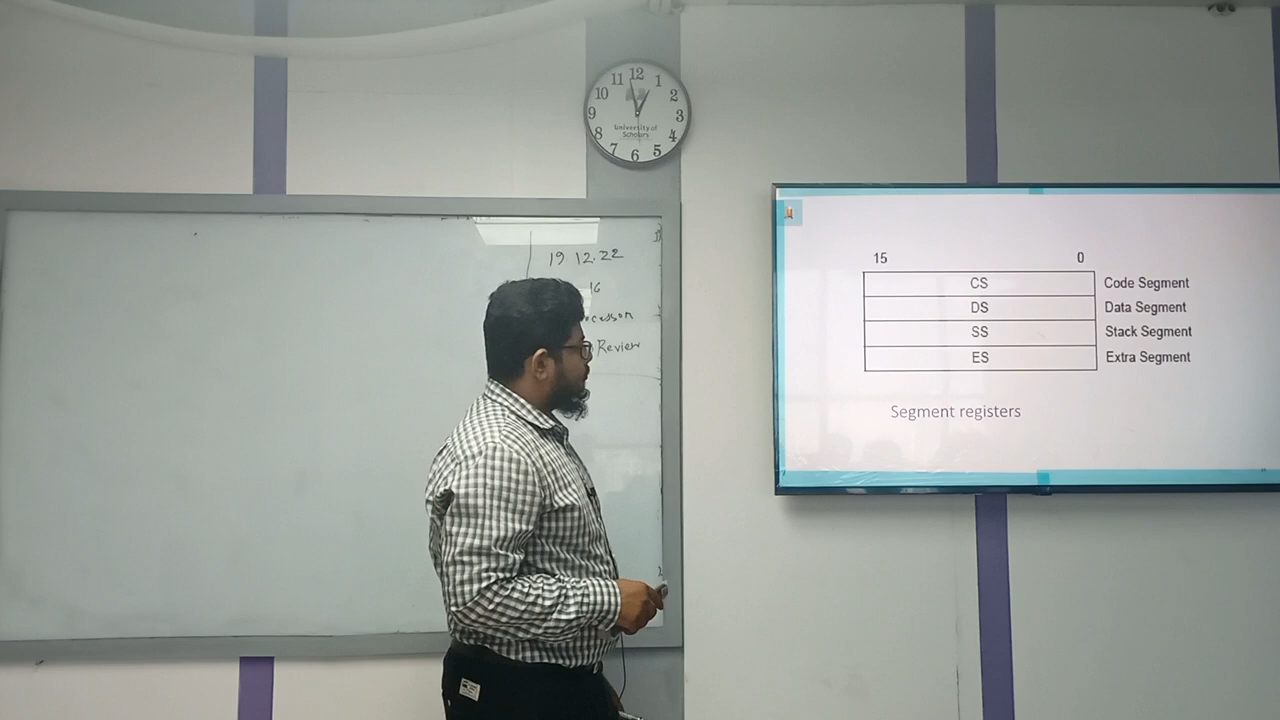 12
11 1
10 2
9 3
University of
Scholars
8 4
7 5
6
19 12.22
16
Review
15 0
CS Code Segment
DS Data Segment
SS Stack Segment
ES Extra Segment
Segment registers